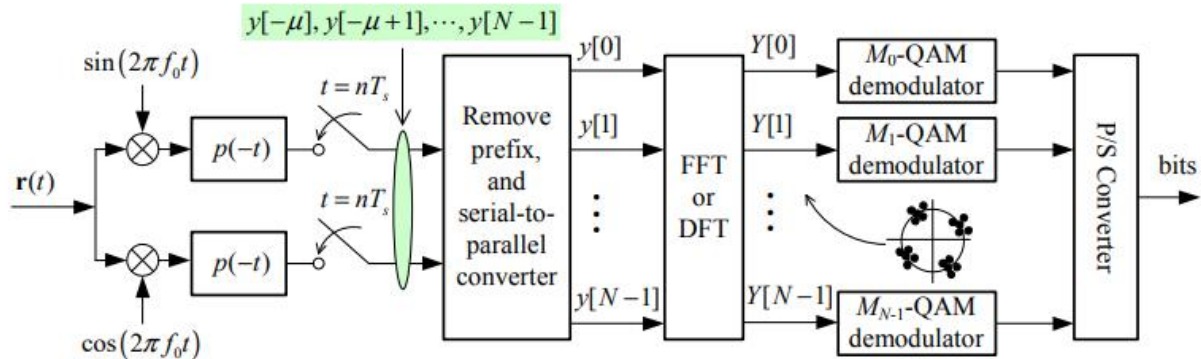 y[−μ], y[−μ+1], ⋯, y[N−1]
sin(2πf₀t)
t = nTₛ
p(−t)
r(t)
t = nTₛ
p(−t)
cos(2πf₀t)
Remove
prefix,
and
serial-to-
parallel
converter
y[0]
y[1]
y[N−1]
FFT
or
DFT
Y[0]
Y[1]
Y[N−1]
M₀-QAM
demodulator
M₁-QAM
demodulator
M_{N-1}-QAM
demodulator
P/S Converter
bits